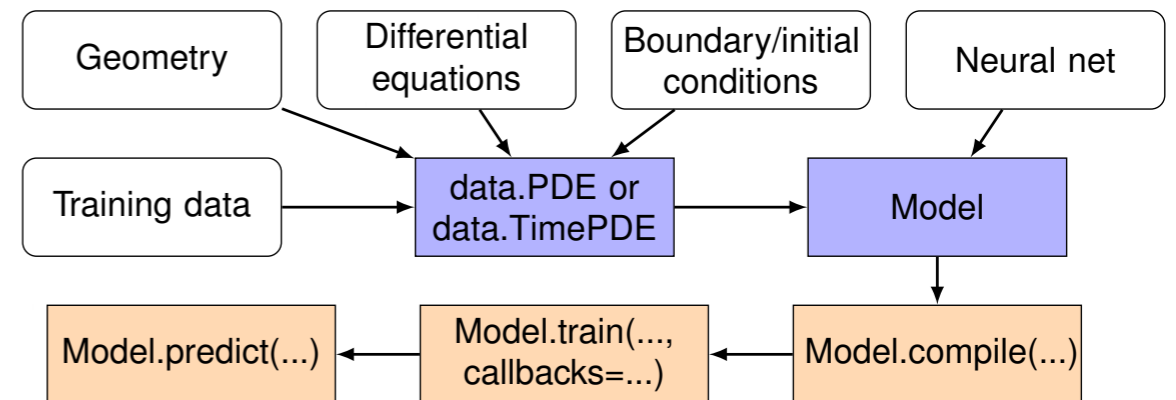 Geometry
Differential
equations
Boundary/initial
conditions
Neural net
Training data
data.PDE or
data.TimePDE
Model
Model.predict(...)
Model.train(...,
callbacks=...)
Model.compile(...)